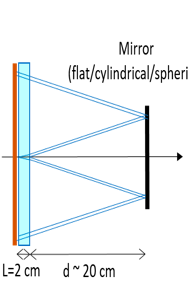 Mirror
(flat/cylindrical/spheri
L=2 cm
d ~ 20 cm